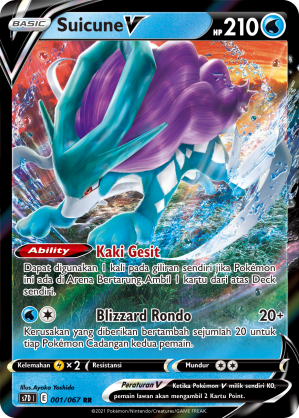 BASIC Suicune V HP 210
Ability Kaki Gesit
Dapat digunakan 1 kali pada giliran sendiri jika Pokémon
ini ada di Arena Bertarung. Ambil 1 kartu dari atas Deck
sendiri.
Blizzard Rondo 20+
Kerusakan yang diberikan bertambah sejumlah 20 untuk
tiap Pokémon Cadangan kedua pemain.
Kelemahan × 2 Resistansi Mundur
Illus. Ayaka Yoshida
s7D I E 001/067 RR
Peraturan V Ketika Pokémon V milik sendiri KO,
pemain lawan akan mengambil 2 Kartu Point.
©2021 Pokémon/Nintendo/Creatures/GAME FREAK.